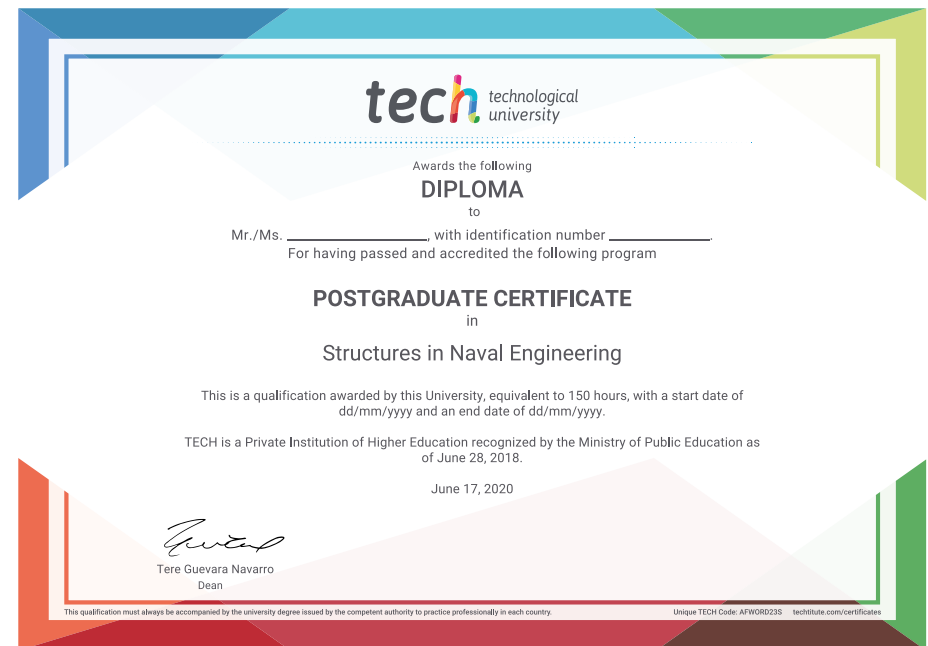 tech technological
university
Awards the following
DIPLOMA
to
Mr./Ms. ____________, with identification number ____________.
For having passed and accredited the following program
POSTGRADUATE CERTIFICATE
in
Structures in Naval Engineering
This is a qualification awarded by this University, equivalent to 150 hours, with a start date of
dd/mm/yyyy and an end date of dd/mm/yyyy.
TECH is a Private Institution of Higher Education recognized by the Ministry of Public Education as
of June 28, 2018.
June 17, 2020
Tere Guevara Navarro
Dean
This qualification must always be accompanied by the university degree issued by the competent authority to practice professionally in each country.
Unique TECH Code: AFWORD23S techtitute.com/certificates